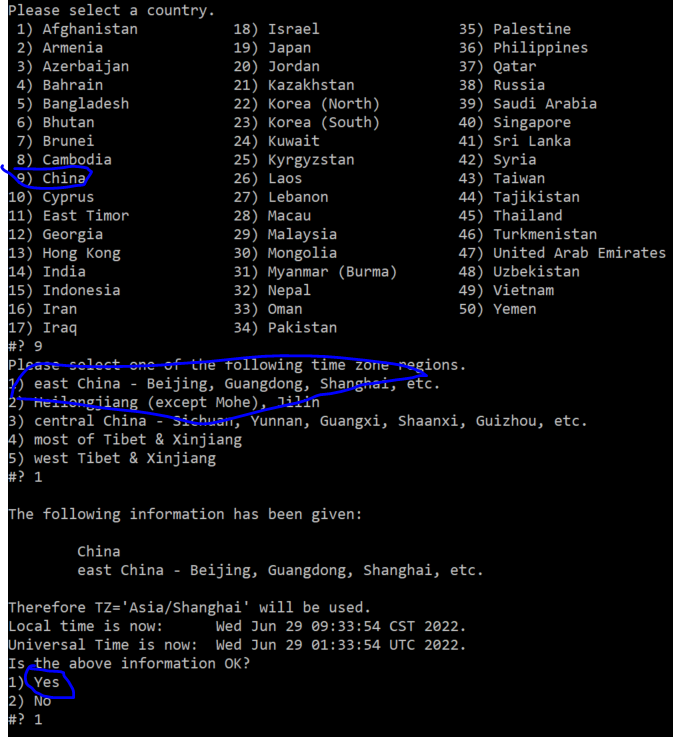 Please select a country.
1) Afghanistan 18) Israel 35) Palestine
2) Armenia 19) Japan 36) Philippines
3) Azerbaijan 20) Jordan 37) Qatar
4) Bahrain 21) Kazakhstan 38) Russia
5) Bangladesh 22) Korea (North) 39) Saudi Arabia
6) Bhutan 23) Korea (South) 40) Singapore
7) Brunei 24) Kuwait 41) Sri Lanka
8) Cambodia 25) Kyrgyzstan 42) Syria
9) China 26) Laos 43) Taiwan
10) Cyprus 27) Lebanon 44) Tajikistan
11) East Timor 28) Macau 45) Thailand
12) Georgia 29) Malaysia 46) Turkmenistan
13) Hong Kong 30) Mongolia 47) United Arab Emirates
14) India 31) Myanmar (Burma) 48) Uzbekistan
15) Indonesia 32) Nepal 49) Vietnam
16) Iran 33) Oman 50) Yemen
17) Iraq 34) Pakistan
#? 9
Please select one of the following time zone regions.
1) east China - Beijing, Guangdong, Shanghai, etc.
2) Heilongjiang (except Mohe), Jilin
3) central China - Sichuan, Yunnan, Guangxi, Shaanxi, Guizhou, etc.
4) most of Tibet & Xinjiang
5) west Tibet & Xinjiang
#? 1
The following information has been given:
China
east China - Beijing, Guangdong, Shanghai, etc.
Therefore TZ='Asia/Shanghai' will be used.
Local time is now: Wed Jun 29 09:33:54 CST 2022.
Universal Time is now: Wed Jun 29 01:33:54 UTC 2022.
Is the above information OK?
1) Yes
2) No
#? 1